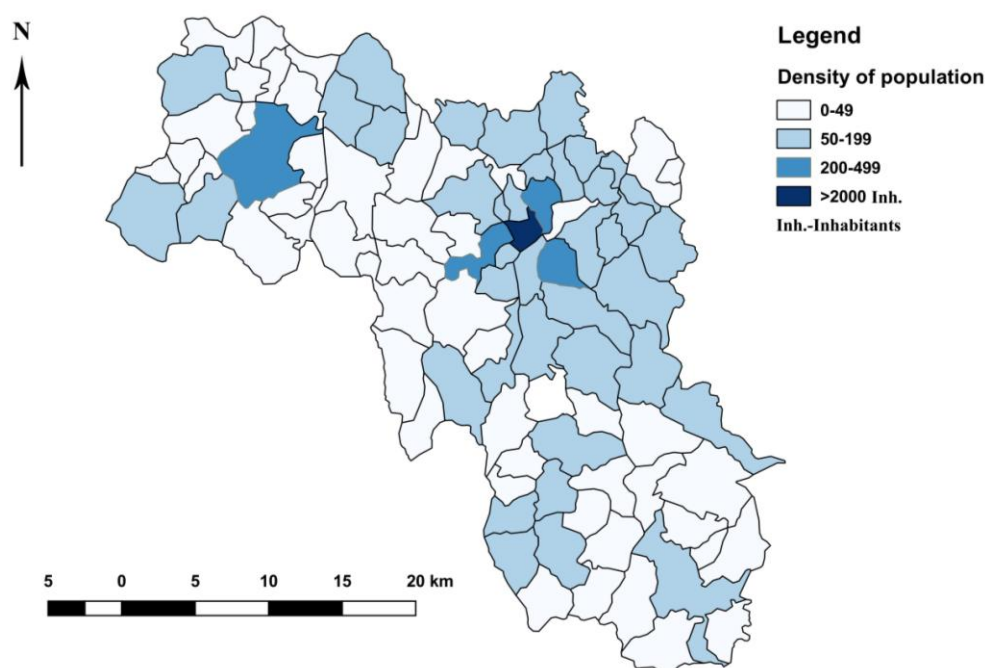 N
Legend
Density of population
0-49
50-199
200-499
>2000 Inh.
Inh.-Inhabitants
5 0 5 10 15 20 km